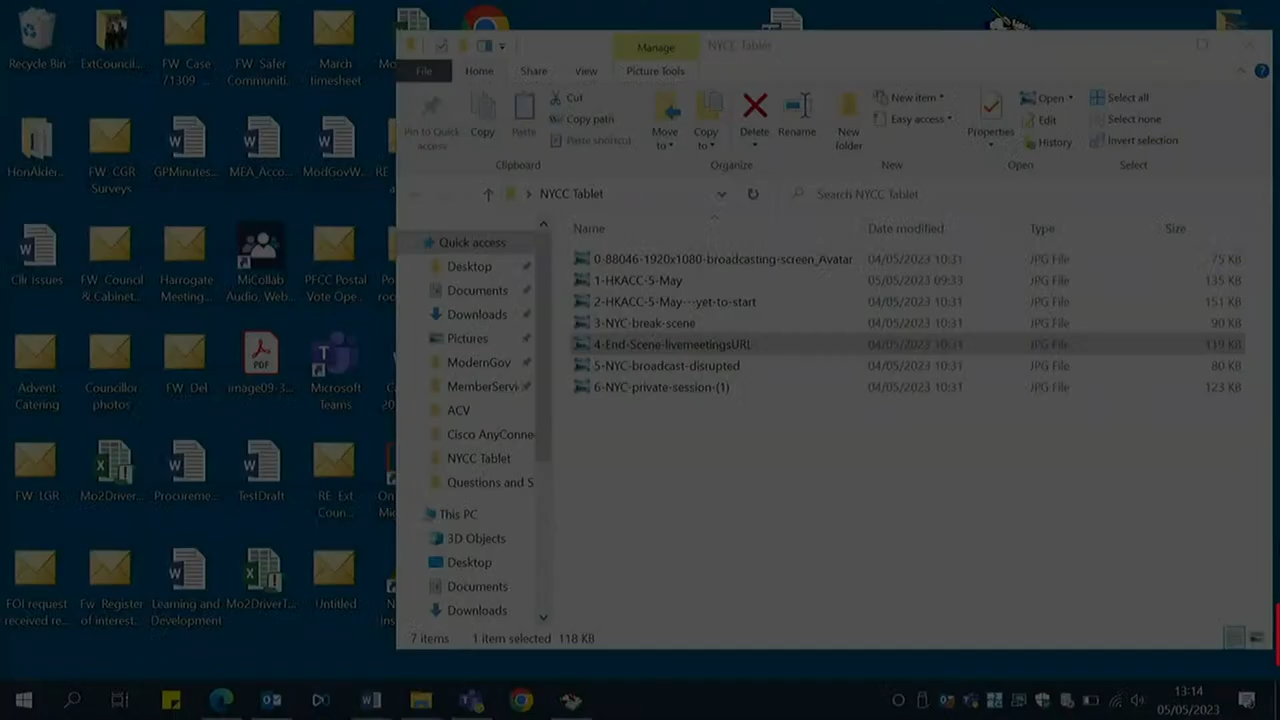 Recycle Bin
ExtCouncil...
FW_Case
/1309_...
FW_Safer
Communiti...
March
timesheet
HonAlder...
FW_CGR
Surveys
GPMinutes...
MEA_Acco...
ModGovW...
RE_
Cllr Issues
FW_Council
& Cabinet...
Harrogate
Meeting...
MiCollab
Audio, Web...
PFCC Postal
Vote Ope...
Advent
Catering
Councillor
photos
FW_Del
image09-3...
Microsoft
Teams
FW_LGR
Mo2Driver...
Procureme...
TestDraft
RE_Ext
Coun...
FOI request
received re...
Fw_Register
of interest...
Learning and
Development
Mo2DriverT...
Untitled
Manage
NYCC Tablet
File
Home
Share
View
Picture Tools
Pin to Quick
access
Copy
Paste
Cut
Copy path
Paste shortcut
Clipboard
Move
to
Copy
to
Delete
Rename
Organize
New
folder
New item
Easy access
New
Properties
Open
Edit
History
Open
Select all
Select none
Invert selection
Select
NYCC Tablet
Search NYCC Tablet
Quick access
Desktop
Documents
Downloads
Pictures
ModernGov
MemberServi
ACV
Cisco AnyConne
NYCC Tablet
Questions and S
This PC
3D Objects
Desktop
Documents
Downloads
Name Date modified Type Size
0-88046-1920x1080-broadcasting-screen_Avatar 04/05/2023 10:31 JPG File 75 KB
1-HKACC-5-May 05/05/2023 09:33 JPG File 135 KB
2-HKACC-5-May---yet-to-start 04/05/2023 10:31 JPG File 151 KB
3-NYC-break-scene 04/05/2023 10:31 JPG File 90 KB
4-End-Scene-livemeetingsURL 04/05/2023 10:31 JPG File 119 KB
5-NYC-broadcast-disrupted 04/05/2023 10:31 JPG File 80 KB
6-NYC-private-session-(1) 04/05/2023 10:31 JPG File 123 KB
7 items 1 item selected 118 KB
13:14
05/05/2023